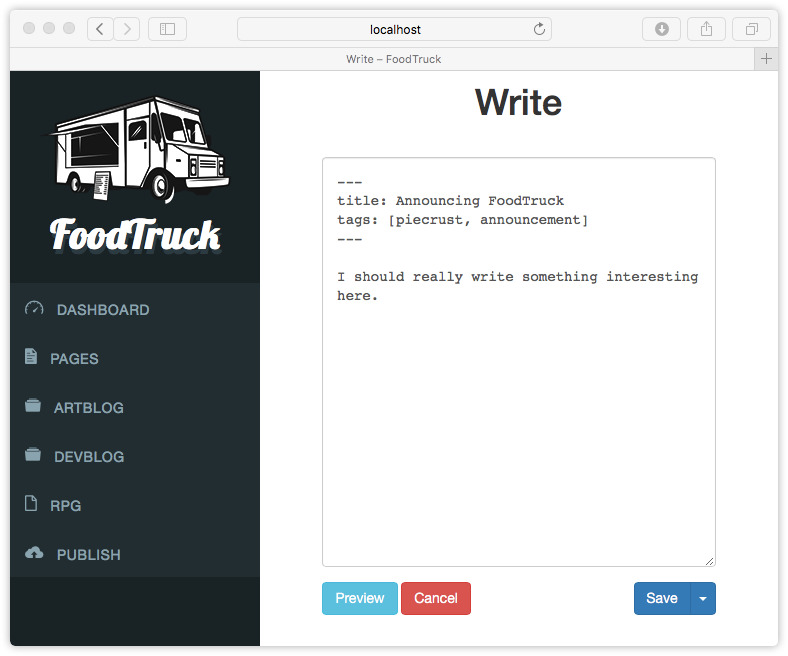 localhost
Write – FoodTruck
FoodTruck
DASHBOARD
PAGES
ARTBLOG
DEVBLOG
RPG
PUBLISH
Write
---
title: Announcing FoodTruck
tags: [piecrust, announcement]
---
I should really write something interesting
here.
Preview
Cancel
Save